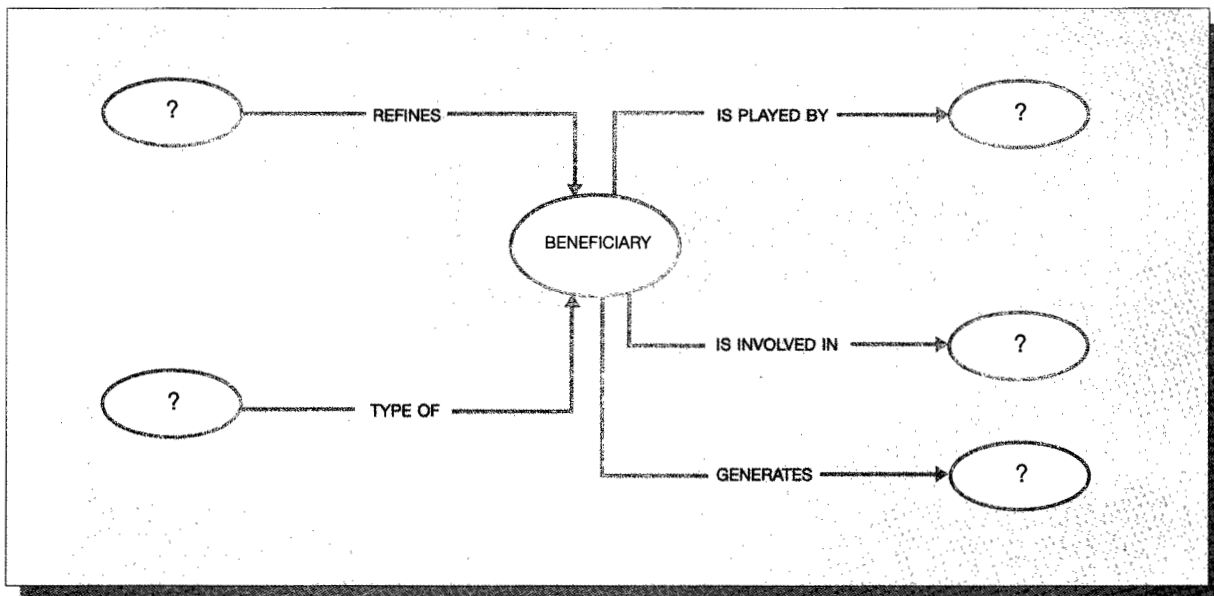 ?
REFINES
IS PLAYED BY
?
BENEFICIARY
?
TYPE OF
IS INVOLVED IN
?
GENERATES
?